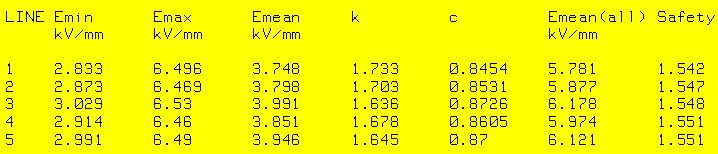 LINE Emin Emax Emean k c Emean(all) Safety
kV/mm kV/mm kV/mm kV/mm
1 2.833 6.496 3.748 1.733 0.8454 5.781 1.542
2 2.873 6.469 3.798 1.703 0.8531 5.877 1.547
3 3.029 6.53 3.991 1.636 0.8726 6.178 1.548
4 2.914 6.46 3.851 1.678 0.8605 5.974 1.551
5 2.991 6.49 3.946 1.645 0.87 6.121 1.551